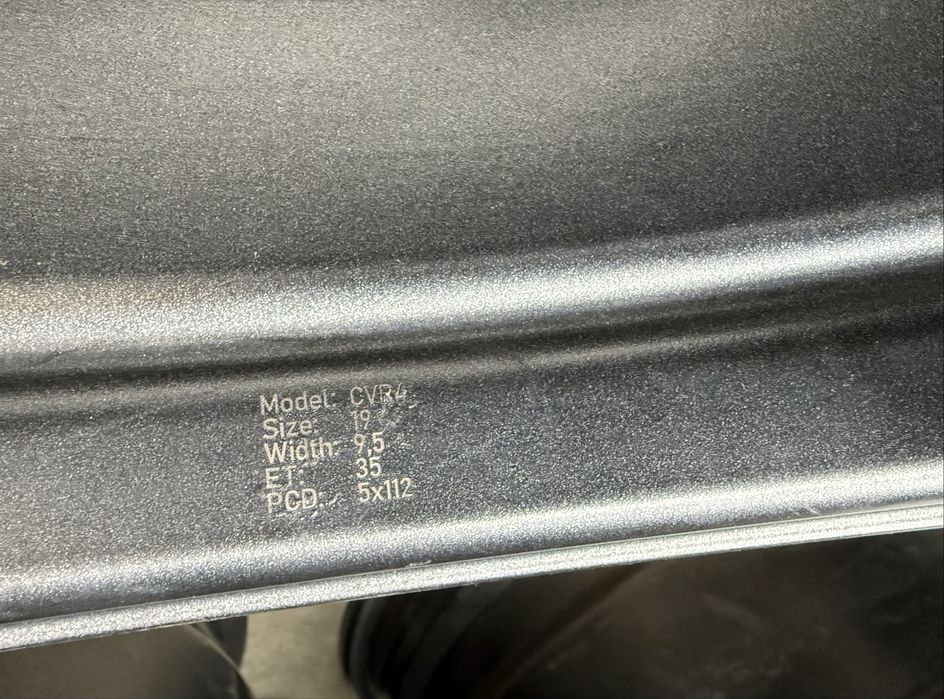 Model: CVR4
Size: 19
Width: 9.5
ET: 35
PCD: 5x112